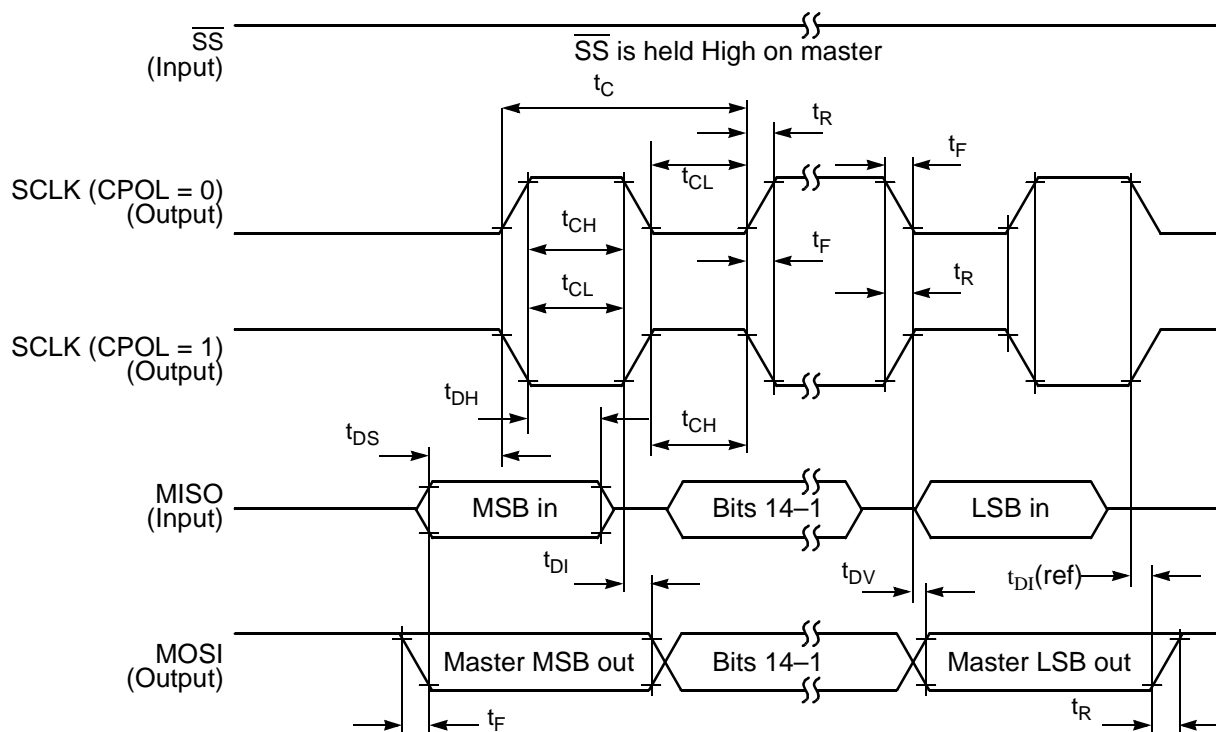 SS
(Input)
SS is held High on master
tC
tR
tF
SCLK (CPOL = 0)
(Output)
tCL
tCH
tF
tCL
tR
SCLK (CPOL = 1)
(Output)
tDH
tCH
tDS
MISO
(Input)
MSB in
Bits 14–1
LSB in
tDI
tDV
tDI(ref)
MOSI
(Output)
Master MSB out
Bits 14–1
Master LSB out
tF
tR